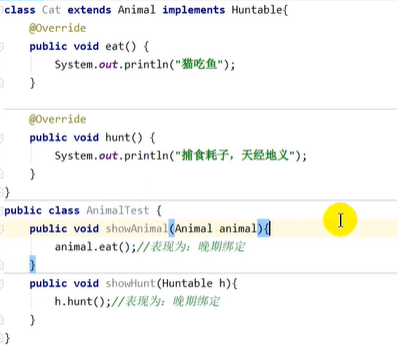 class Cat extends Animal implements Huntable{
@Override
public void eat() {
System.out.println("猫吃鱼");
}
@Override
public void hunt() {
System.out.println("捕食耗子，天经地义");
}
}
public class AnimalTest {
public void showAnimal(Animal animal){
animal.eat();//表现为：晚期绑定
}
public void showHunt(Huntable h){
h.hunt();//表现为：晚期绑定
}
}